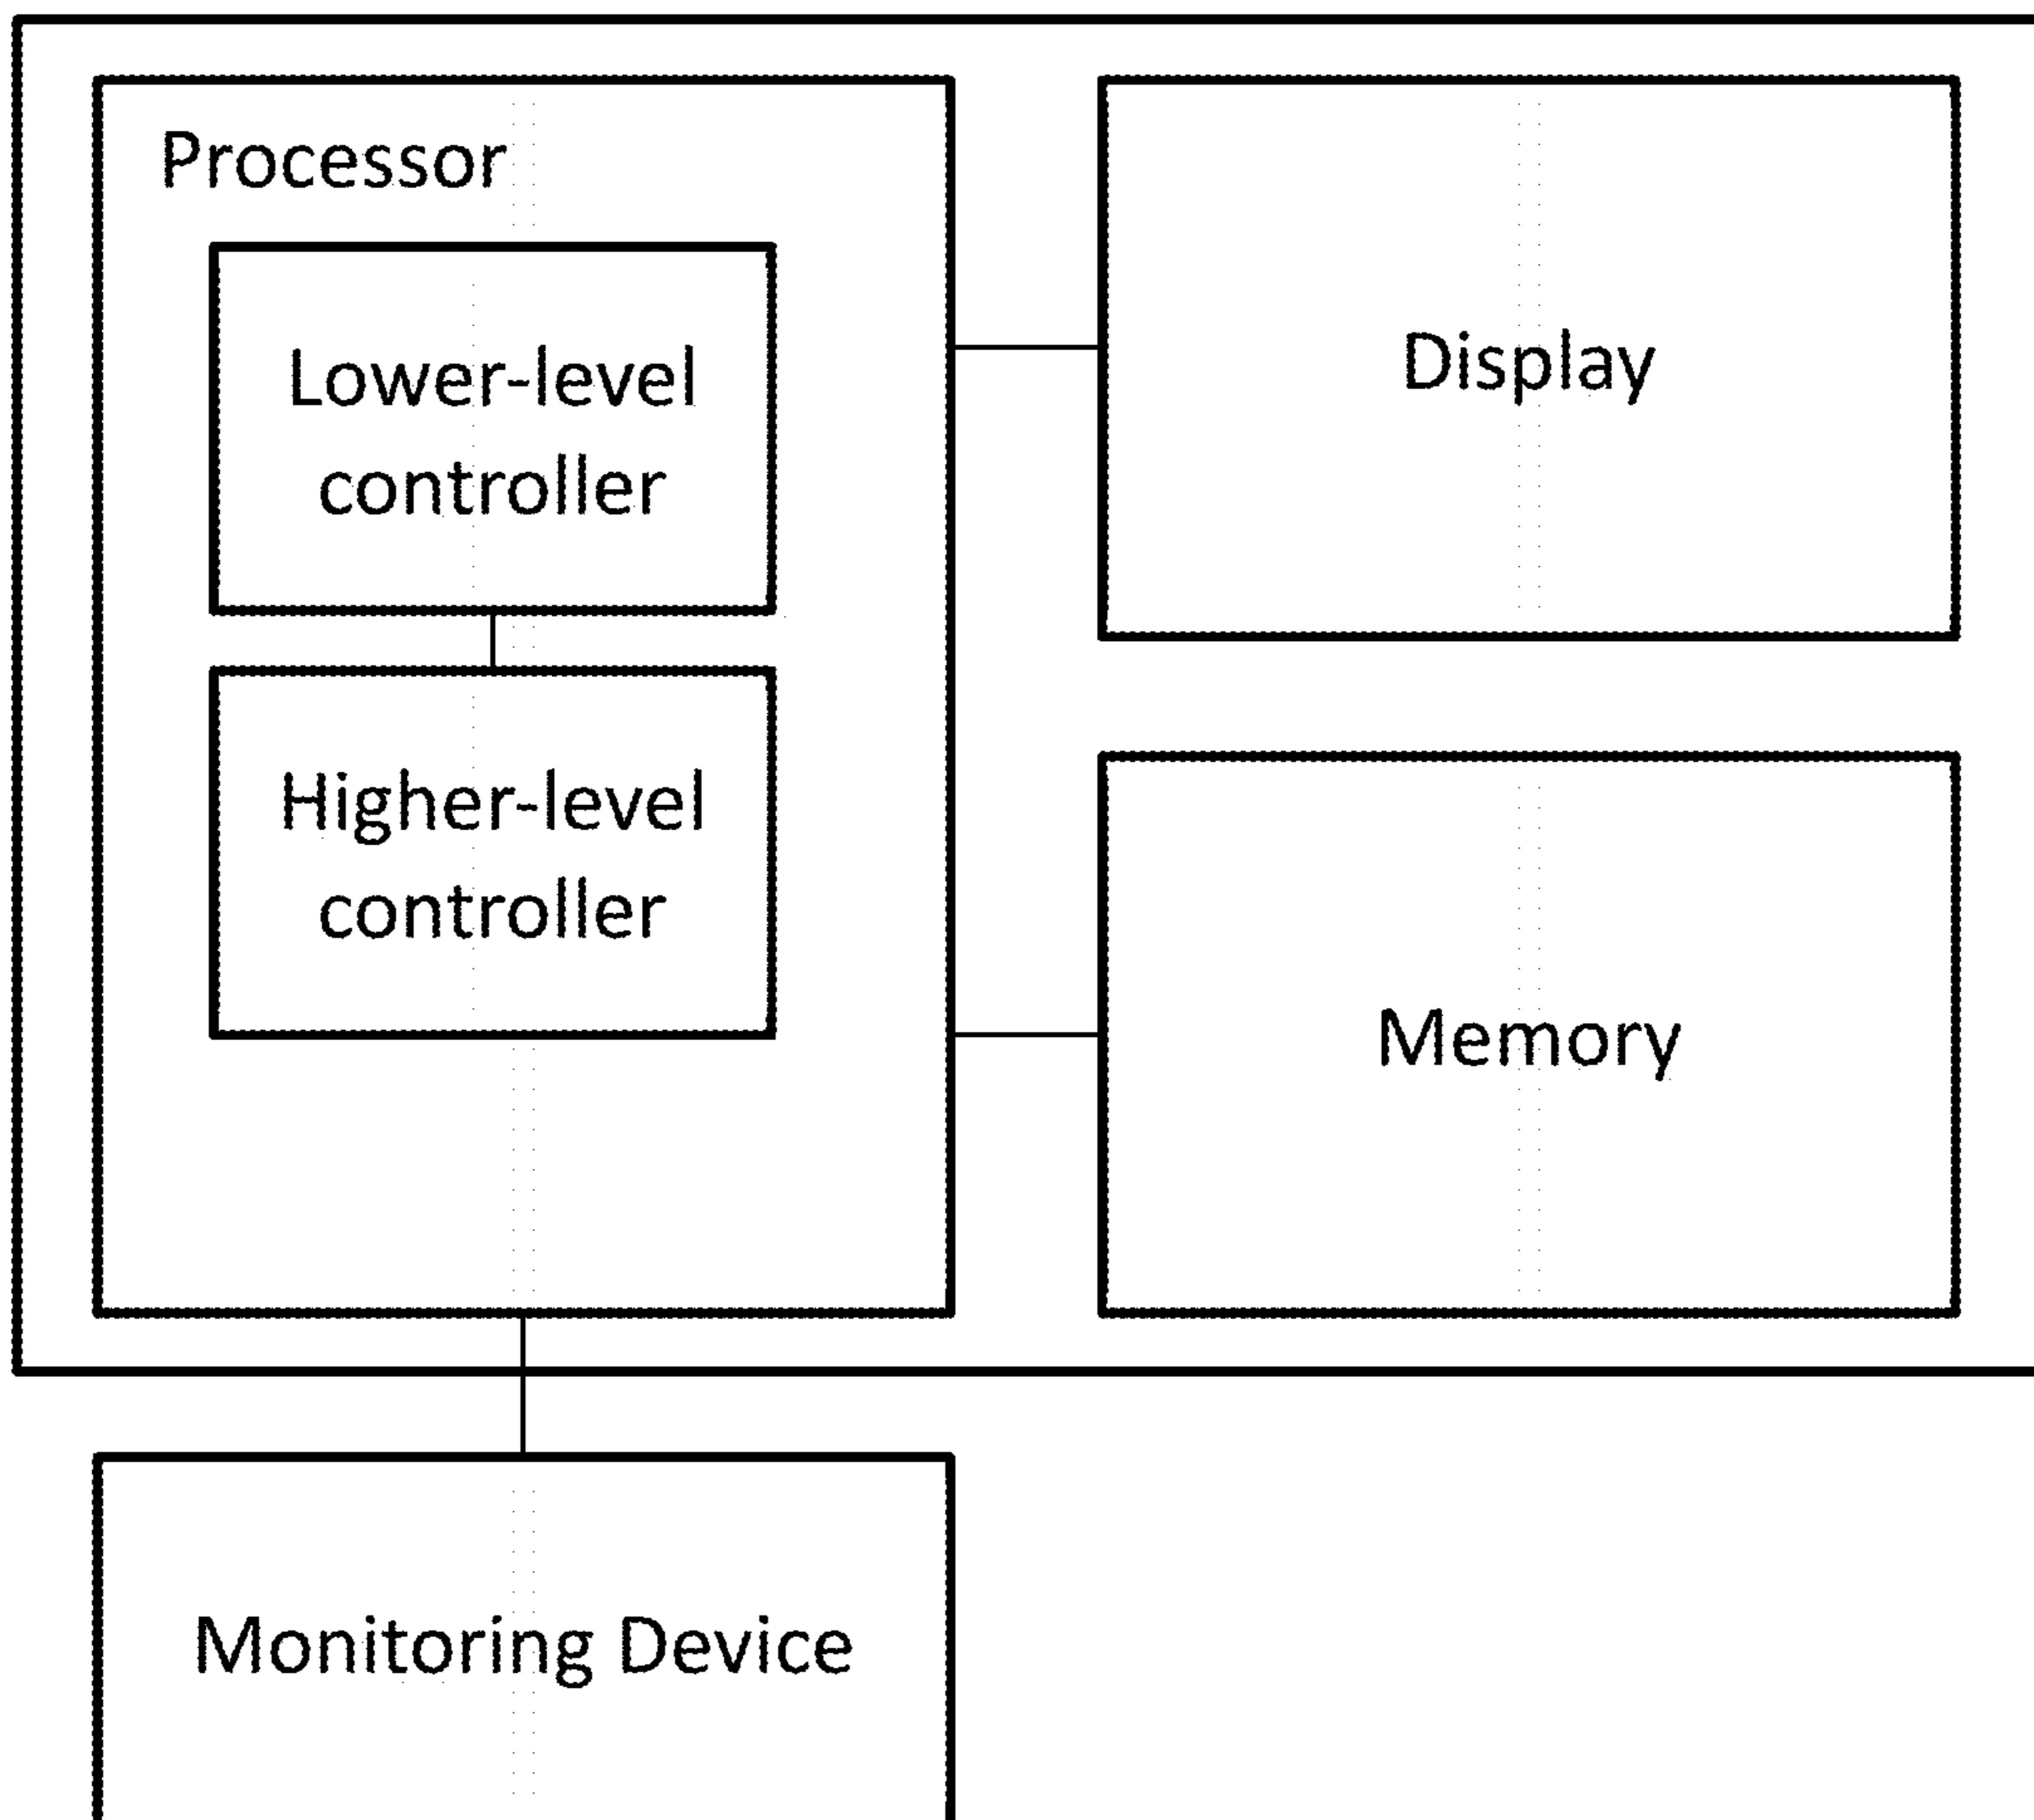 Processor
Lower-level
controller
Higher-level
controller
Display
Memory
Monitoring Device